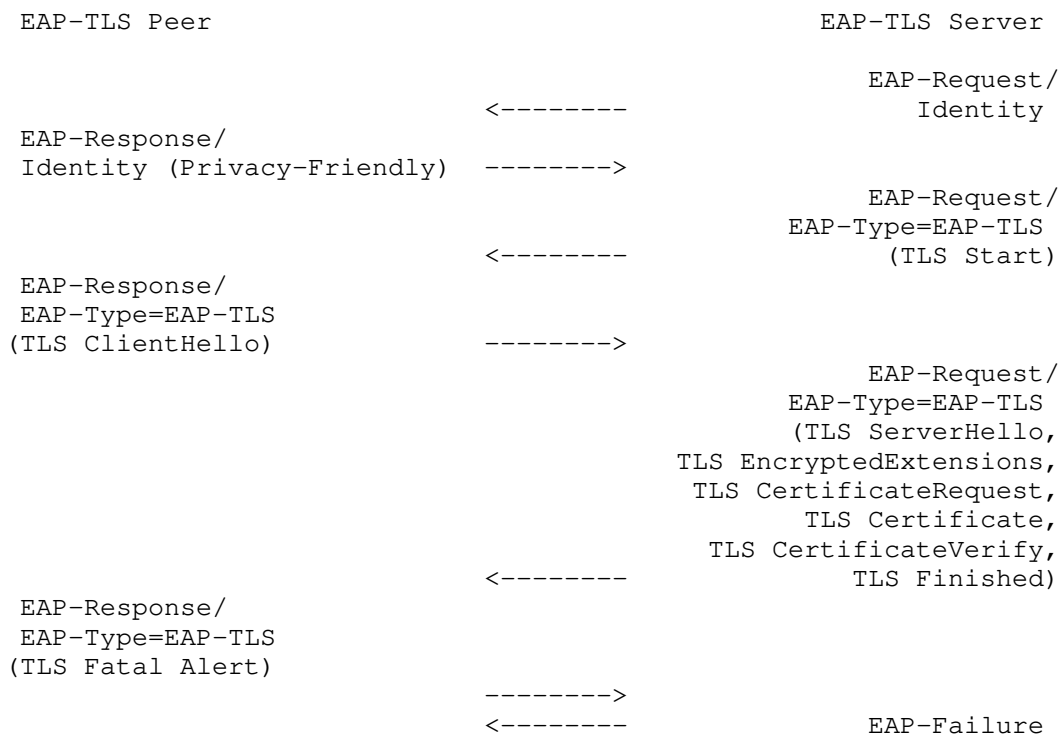 EAP-TLS Peer                                      EAP-TLS Server
EAP-Request/
<--------                        Identity
EAP-Response/
Identity (Privacy-Friendly)  -------->
EAP-Request/
EAP-Type=EAP-TLS
<--------                      (TLS Start)
EAP-Response/
EAP-Type=EAP-TLS
(TLS ClientHello)             -------->
EAP-Request/
EAP-Type=EAP-TLS
(TLS ServerHello,
TLS EncryptedExtensions,
TLS CertificateRequest,
TLS Certificate,
TLS CertificateVerify,
<--------                    TLS Finished)
EAP-Response/
EAP-Type=EAP-TLS
(TLS Fatal Alert)
-------->
<--------                     EAP-Failure